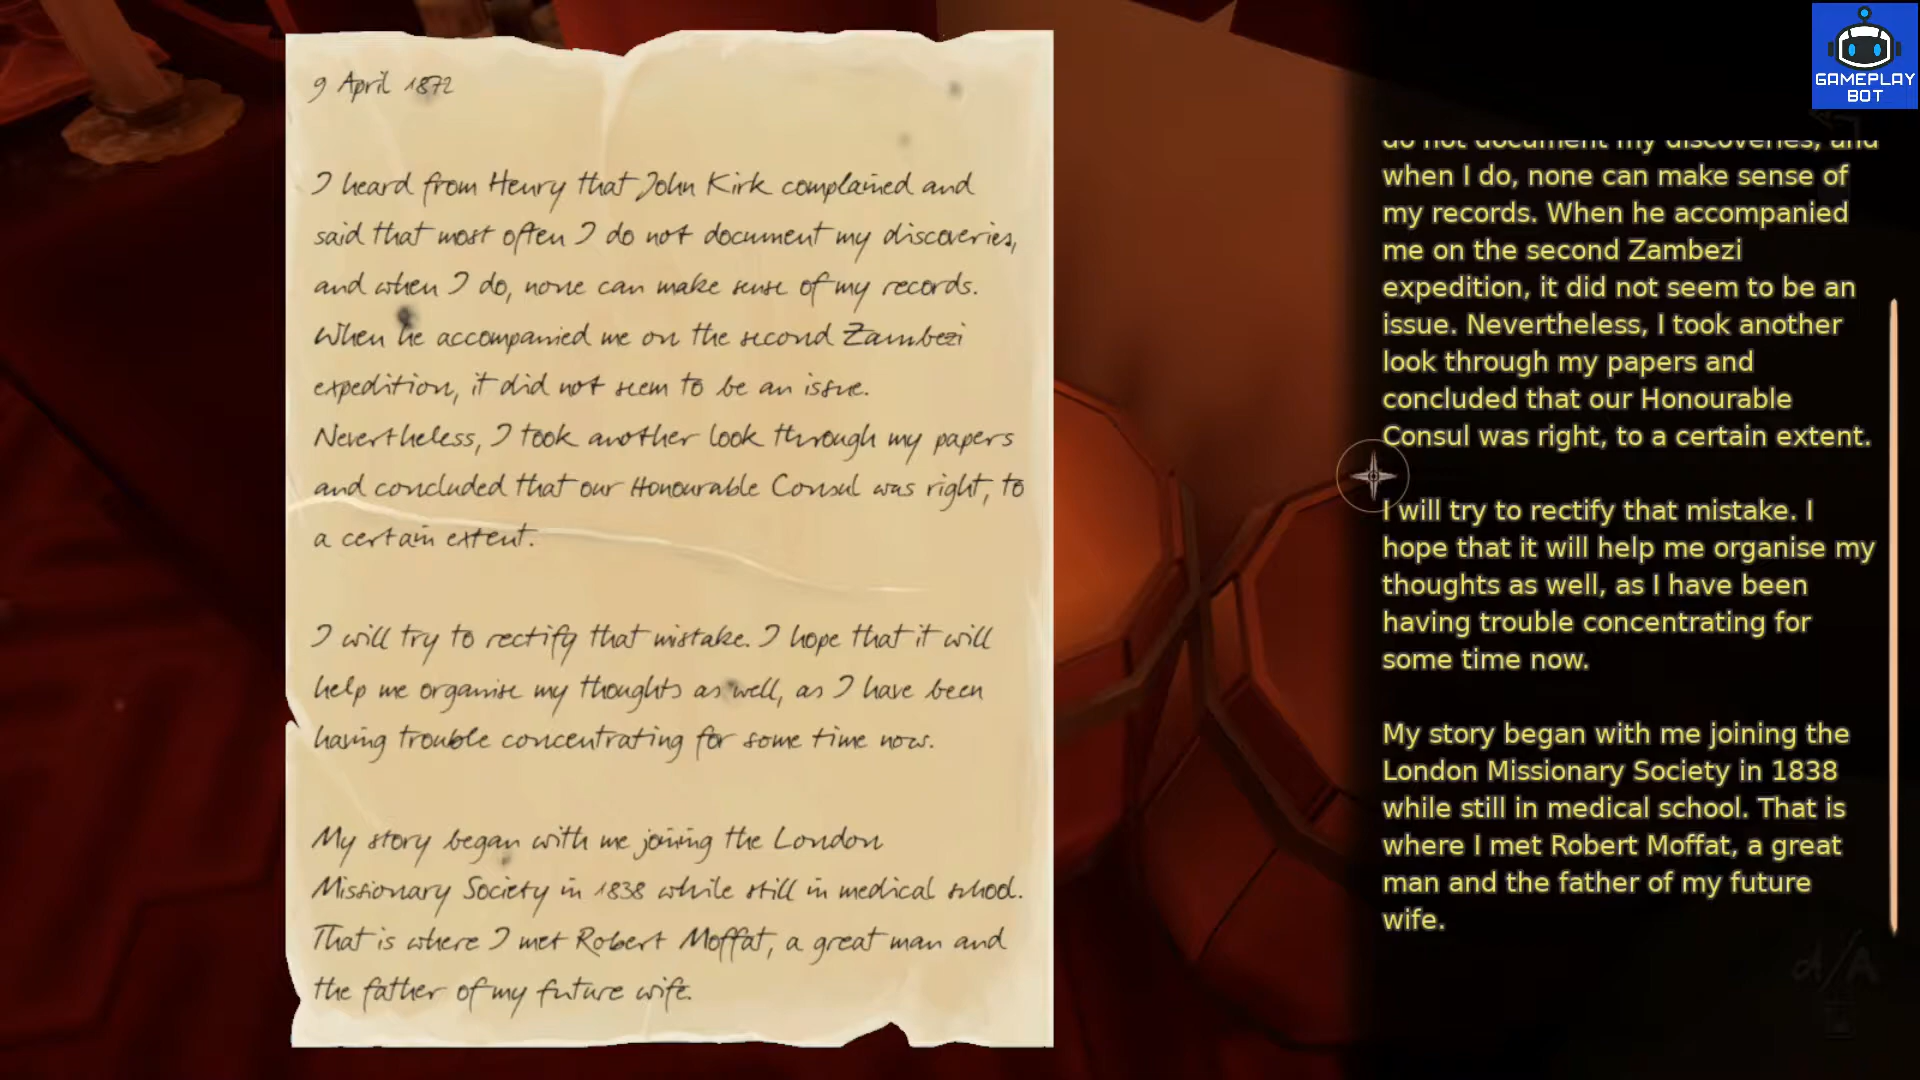 9 April 1872
I heard from Henry that John Kirk complained and
said that most often I do not document my discoveries,
and when I do, none can make sense of my records.
When he accompanied me on the second Zambezi
expedition, it did not seem to be an issue.
Nevertheless, I took another look through my papers
and concluded that our Honourable Consul was right, to
a certain extent.
I will try to rectify that mistake. I hope that it will
help me organise my thoughts as well, as I have been
having trouble concentrating for some time now.
My story began with me joining the London
Missionary Society in 1838 while still in medical school.
That is where I met Robert Moffat, a great man and
the father of my future wife.
do not document my discoveries, and
when I do, none can make sense of
my records. When he accompanied
me on the second Zambezi
expedition, it did not seem to be an
issue. Nevertheless, I took another
look through my papers and
concluded that our Honourable
Consul was right, to a certain extent.
I will try to rectify that mistake. I
hope that it will help me organise my
thoughts as well, as I have been
having trouble concentrating for
some time now.
My story began with me joining the
London Missionary Society in 1838
while still in medical school. That is
where I met Robert Moffat, a great
man and the father of my future
wife.
GAMEPLAY
BOT
a/A